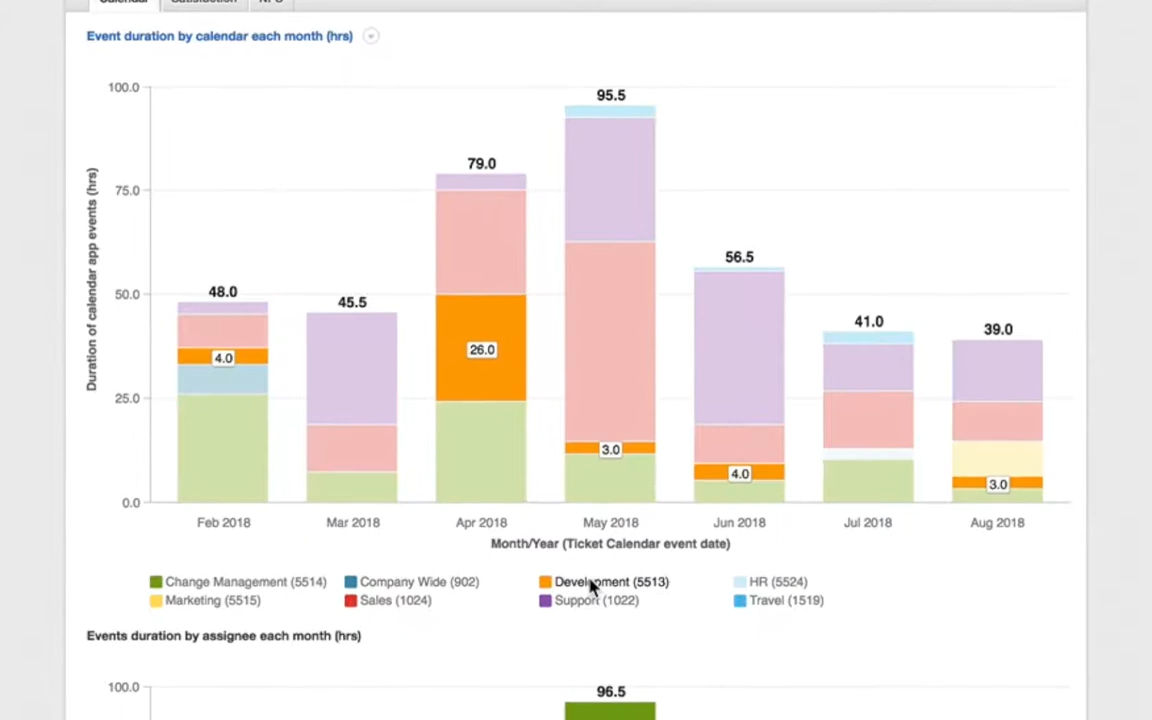 Calendar Satisfaction NPS
Event duration by calendar each month (hrs)
100.0
75.0
50.0
25.0
0.0
Duration of calendar app events (hrs)
48.0
45.5
79.0
95.5
56.5
41.0
39.0
4.0
26.0
3.0
4.0
3.0
Feb 2018 Mar 2018 Apr 2018 May 2018 Jun 2018 Jul 2018 Aug 2018
Month/Year (Ticket Calendar event date)
Change Management (5514) Company Wide (902) Development (5513) HR (5524)
Marketing (5515) Sales (1024) Support (1022) Travel (1519)
Events duration by assignee each month (hrs)
100.0
96.5